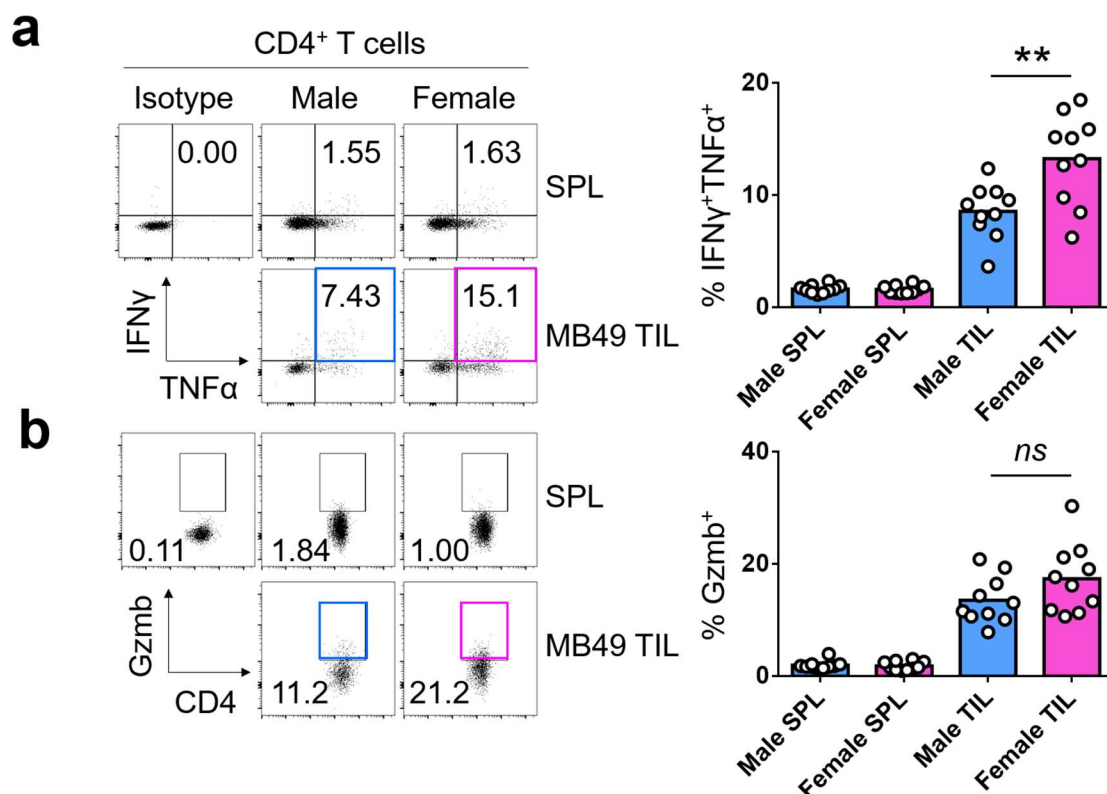 a
CD4⁺ T cells
Isotype Male Female
0.00 1.55 1.63
SPL
7.43 15.1
MB49 TIL
IFNγ
TNFα
% IFNγ⁺TNFα⁺
20
10
0
**
Male SPL
Female SPL
Male TIL
Female TIL
b
0.11 1.84 1.00
SPL
Gzmb
CD4
11.2 21.2
MB49 TIL
% Gzmb⁺
40
20
0
ns
Male SPL
Female SPL
Male TIL
Female TIL